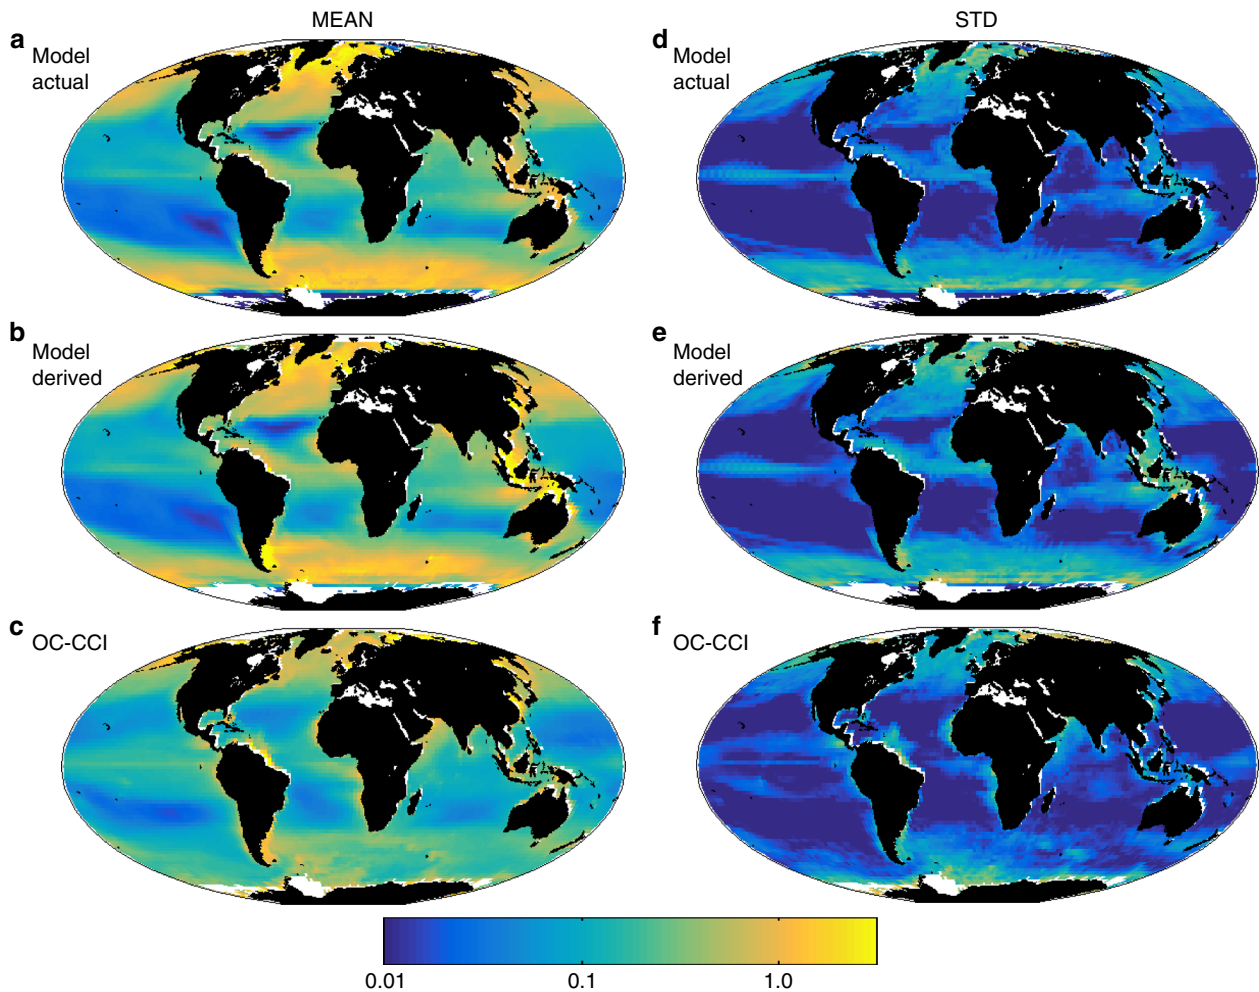 MEAN
STD
a
Model
actual
d
Model
actual
b
Model
derived
e
Model
derived
c
OC-CCI
f
OC-CCI
0.01
0.1
1.0